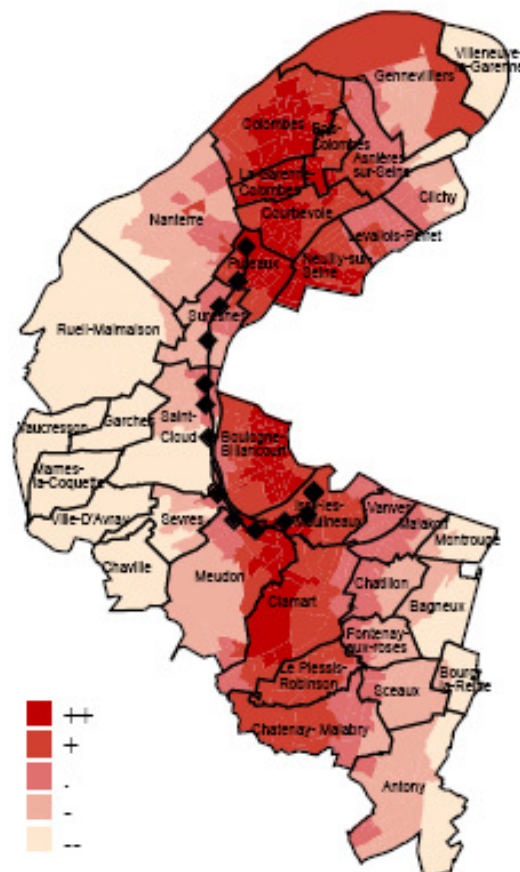 Villeneuve-
la-Garenne
Gennevilliers
Colombes
Bois-
Colombes
Asnières
-sur-Seine
La Garenne-
Colombes
Clichy
Nanterre
Courbevoie
Levallois-Perret
Puteaux
Neuilly-sur-
Seine
Suresnes
Rueil-Malmaison
Saint-
Cloud
Garches
Vaucresson
Boulogne-
Billancourt
Marnes-
la-Coquette
Ville-D'Avray
Sevres
Issy-les-
Moulineaux
Vanves
Malakoff
Montrouge
Chaville
Meudon
Chatillon
Clamart
Bagneux
Fontenay-
aux-roses
Le Plessis-
Robinson
Sceaux
Bourg-
la-Reine
Chatenay- Malabry
Antony
++
+
.
-
--